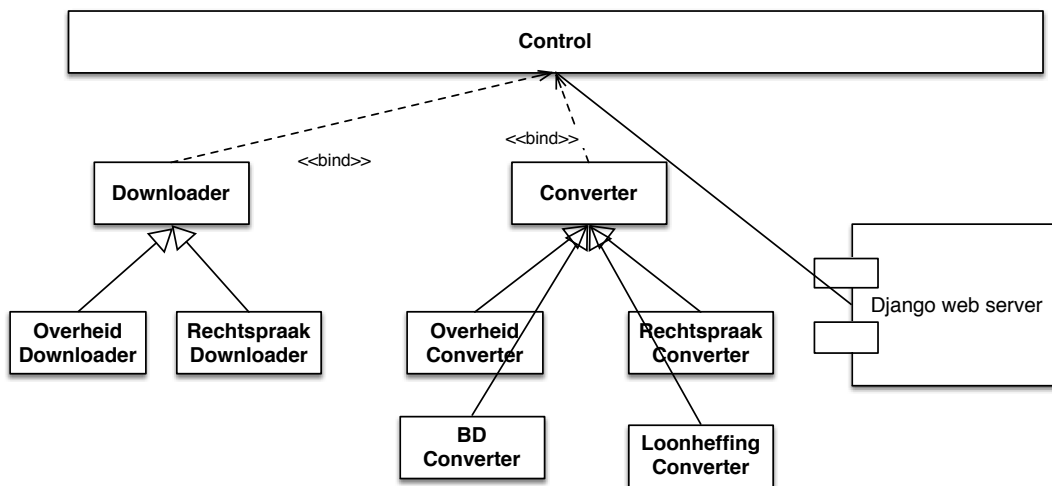 Control
<<bind>>
<<bind>>
Downloader
Converter
Overheid
Downloader
Rechtspraak
Downloader
Overheid
Converter
Rechtspraak
Converter
Django web server
BD
Converter
Loonheffing
Converter